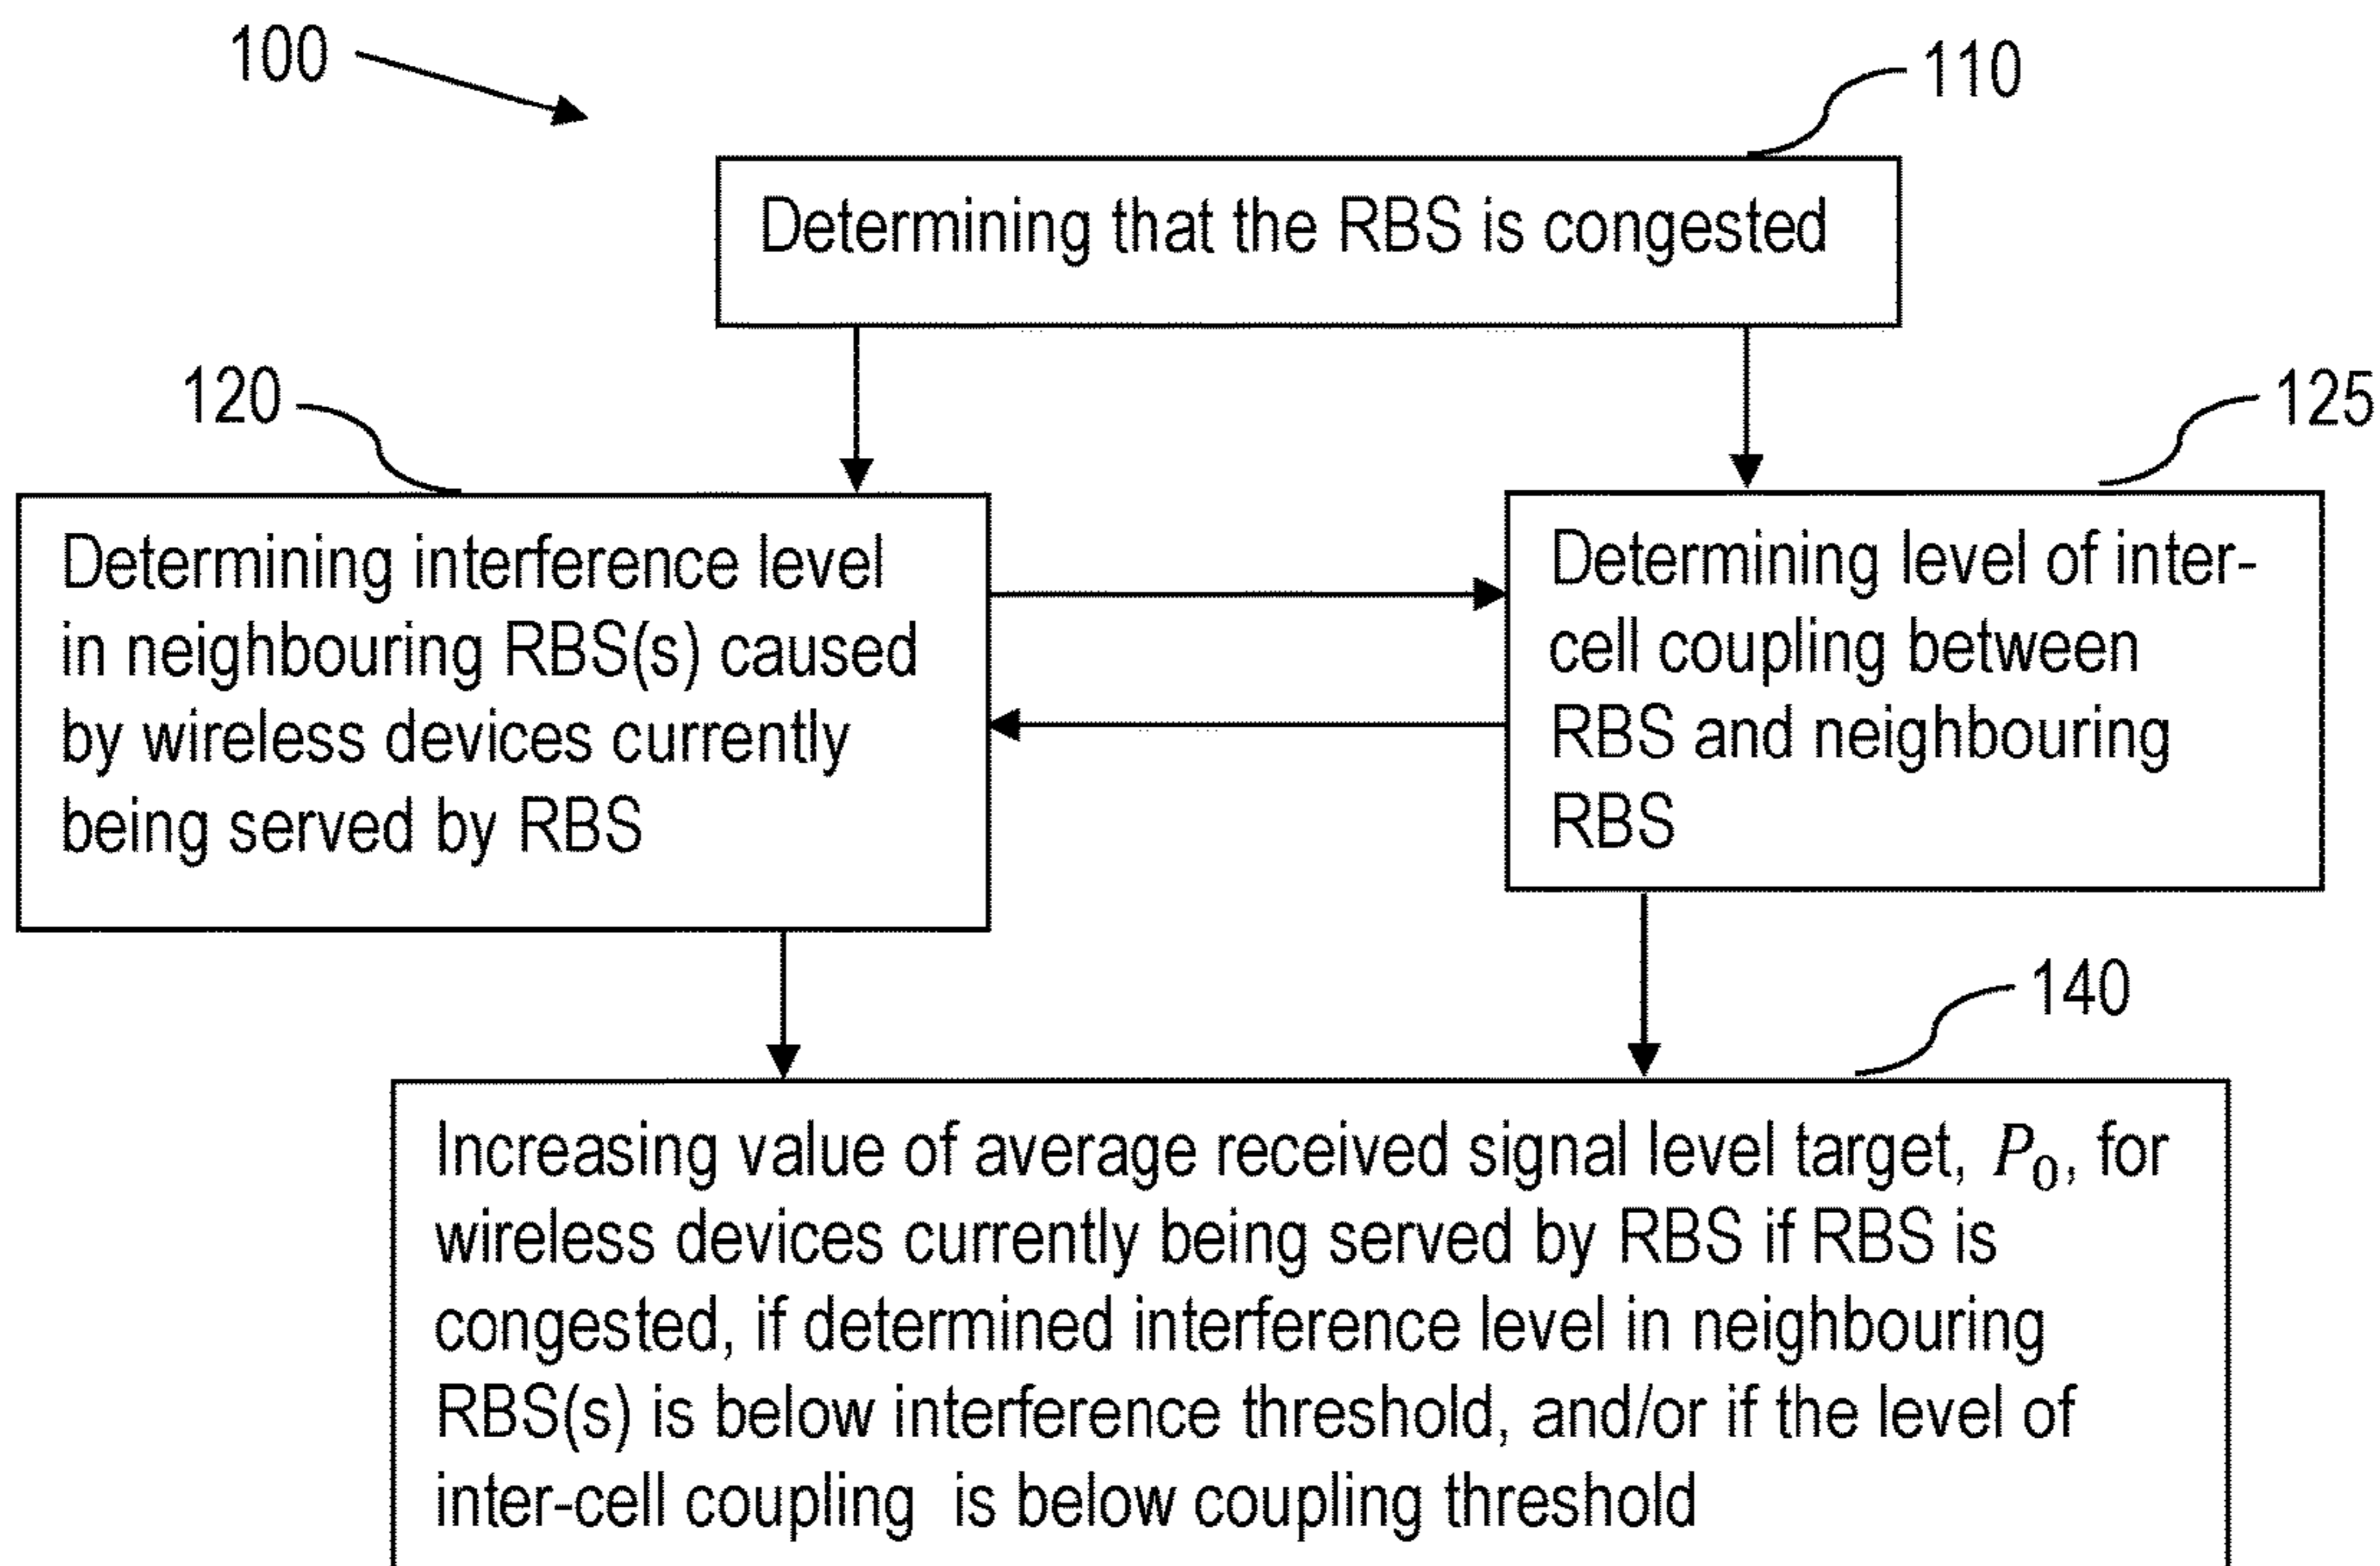 100
110
Determining that the RBS is congested
120
125
Determining interference level
in neighbouring RBS(s) caused
by wireless devices currently
being served by RBS
Determining level of inter-
cell coupling between
RBS and neighbouring
RBS
140
Increasing value of average received signal level target, P₀, for
wireless devices currently being served by RBS if RBS is
congested, if determined interference level in neighbouring
RBS(s) is below interference threshold, and/or if the level of
inter-cell coupling is below coupling threshold